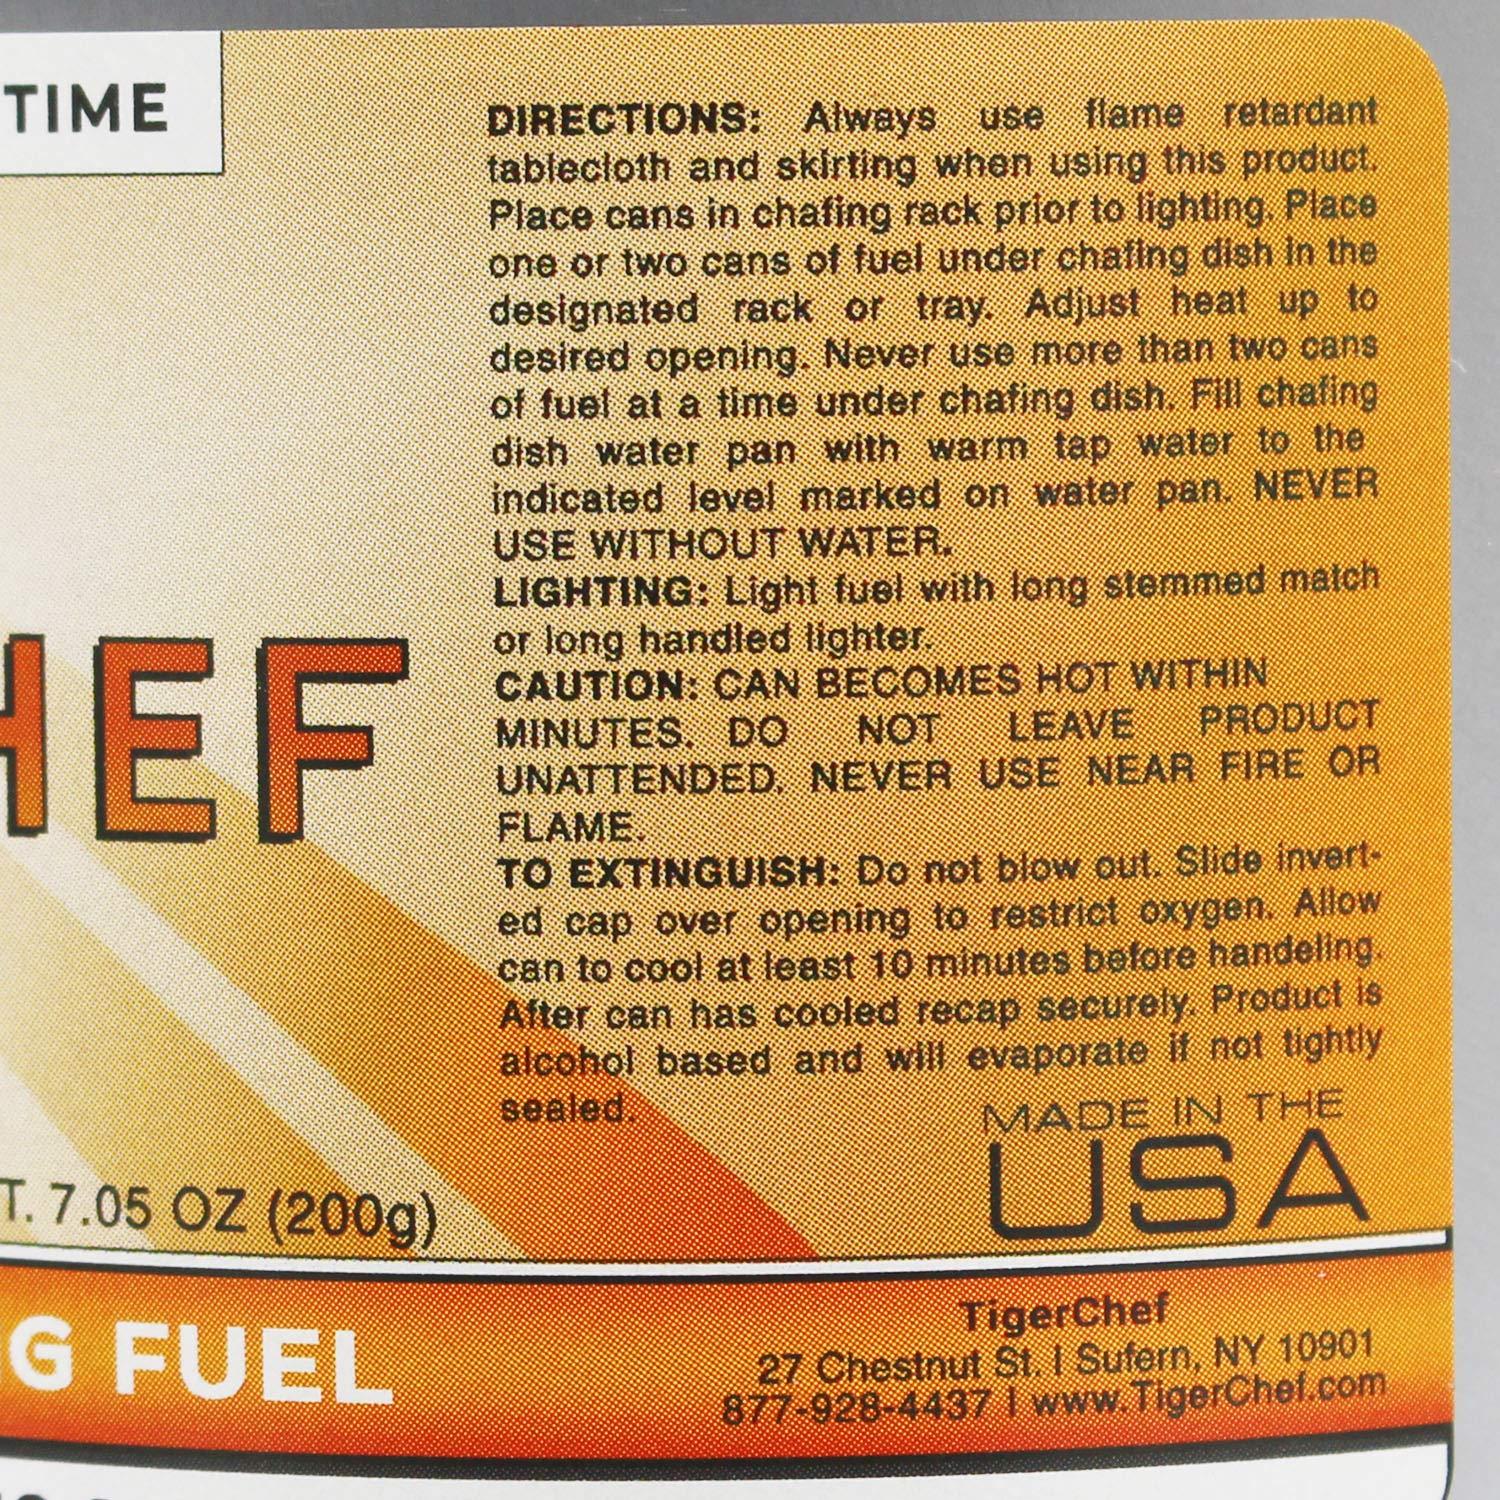 TIME
DIRECTIONS: Always use flame retardant
tablecloth and skirting when using this product.
Place cans in chafing rack prior to lighting. Place
one or two cans of fuel under chafing dish in the
designated rack or tray. Adjust heat up to
desired opening. Never use more than two cans
of fuel at a time under chafing dish. Fill chafing
dish water pan with warm tap water to the
indicated level marked on water pan. NEVER
USE WITHOUT WATER.
LIGHTING: Light fuel with long stemmed match
or long handled lighter.
CAUTION: CAN BECOMES HOT WITHIN
MINUTES. DO NOT LEAVE PRODUCT
UNATTENDED. NEVER USE NEAR FIRE OR
FLAME.
TO EXTINGUISH: Do not blow out. Slide invert-
ed cap over opening to restrict oxygen. Allow
can to cool at least 10 minutes before handeling.
After can has cooled recap securely. Product is
alcohol based and will evaporate if not tightly
sealed.
HEF
MADE IN THE
USA
T. 7.05 OZ (200g)
G FUEL
TigerChef
27 Chestnut St. | Sufern, NY 10901
877-928-4437 | www.TigerChef.com